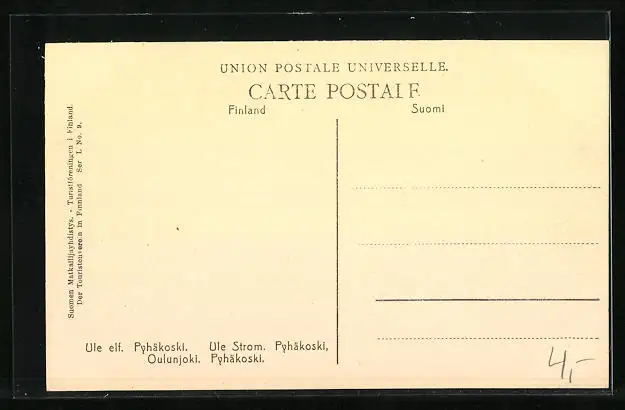 UNION POSTALE UNIVERSELLE.
CARTE POSTALE
Finland Suomi
Suomen Matkailijayhdistys. - Turistföreningen i Finland.
Der Touristenverein in Finnland Ser I. No. 9.
Ule elf. Pyhäkoski. Ule Strom. Pyhäkoski,
Oulunjoki. Pyhäkoski.
4,-